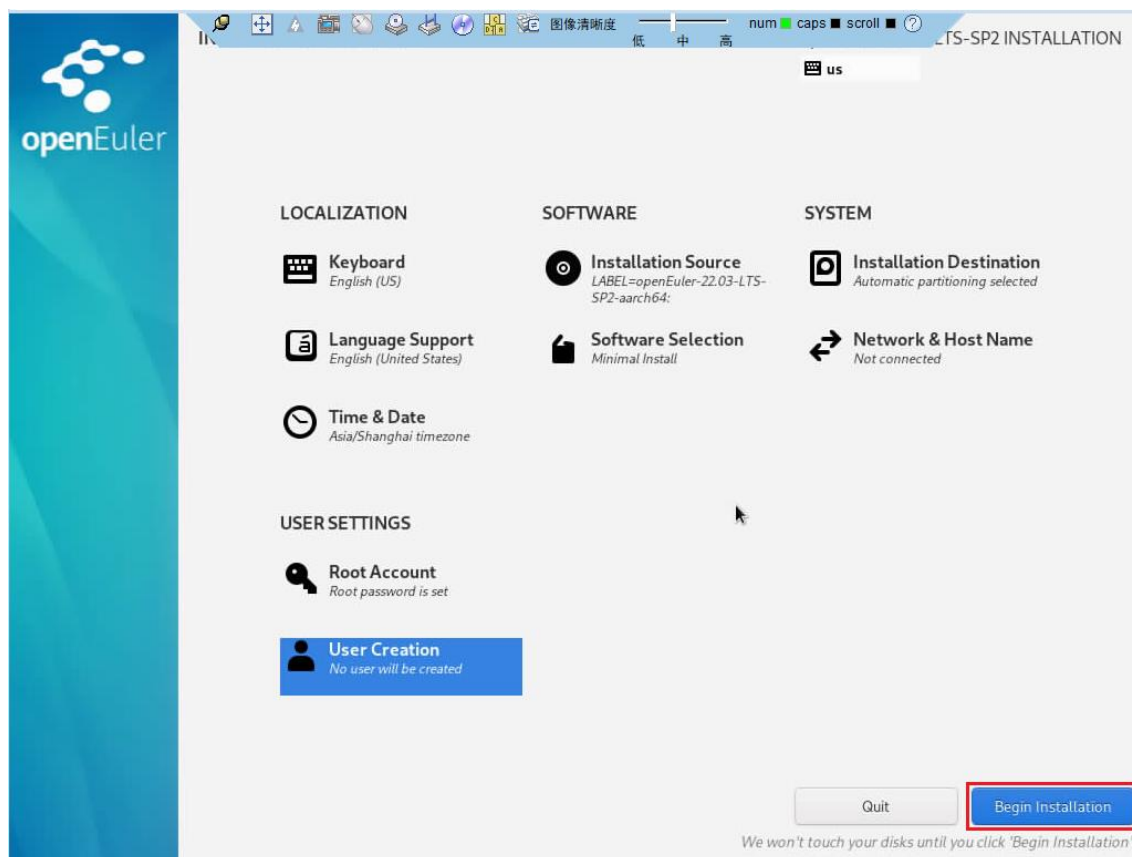 图像清晰度
低 中 高
num caps scroll ?
TS-SP2 INSTALLATION
us
openEuler
LOCALIZATION
Keyboard
English (US)
Language Support
English (United States)
Time & Date
Asia/Shanghai timezone
SOFTWARE
Installation Source
LABEL=openEuler-22.03-LTS-
SP2-aarch64:
Software Selection
Minimal Install
SYSTEM
Installation Destination
Automatic partitioning selected
Network & Host Name
Not connected
USER SETTINGS
Root Account
Root password is set
User Creation
No user will be created
Quit
Begin Installation
We won't touch your disks until you click 'Begin Installation'